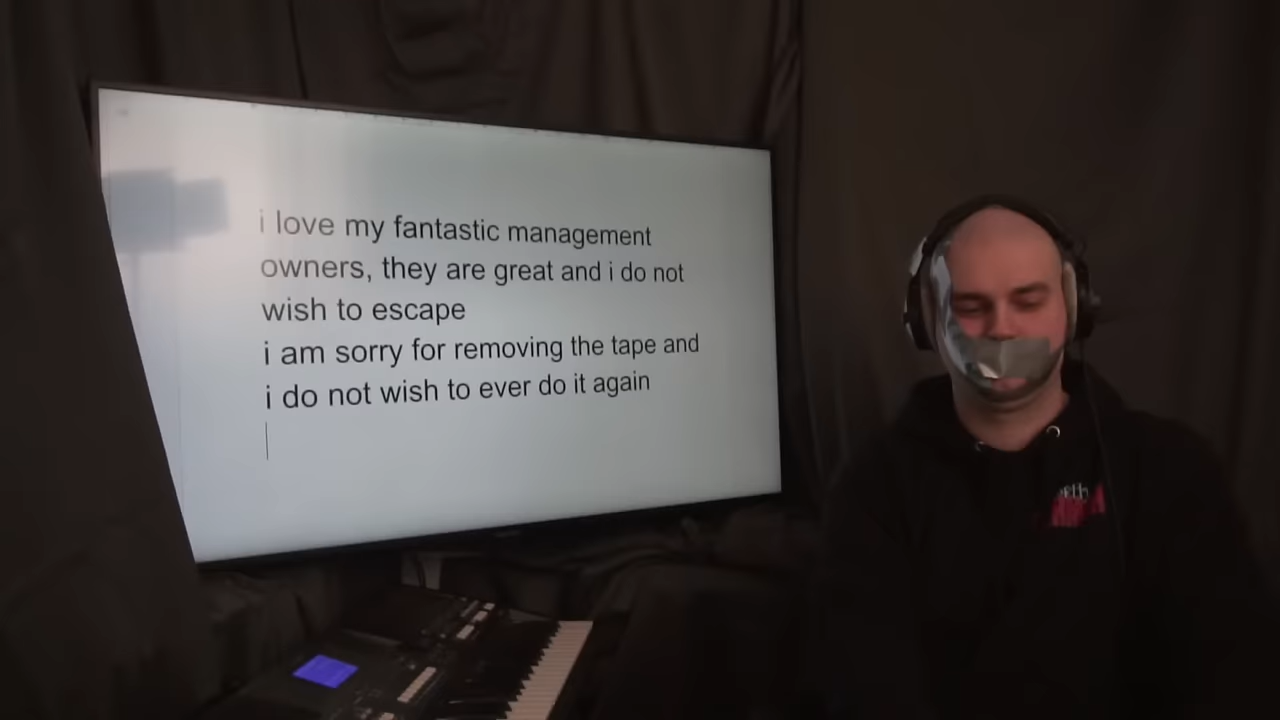 i love my fantastic management
owners, they are great and i do not
wish to escape
i am sorry for removing the tape and
i do not wish to ever do it again